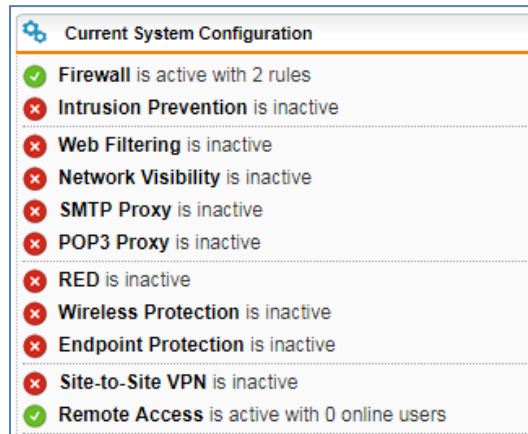 Current System Configuration
Firewall is active with 2 rules
Intrusion Prevention is inactive
Web Filtering is inactive
Network Visibility is inactive
SMTP Proxy is inactive
POP3 Proxy is inactive
RED is inactive
Wireless Protection is inactive
Endpoint Protection is inactive
Site-to-Site VPN is inactive
Remote Access is active with 0 online users